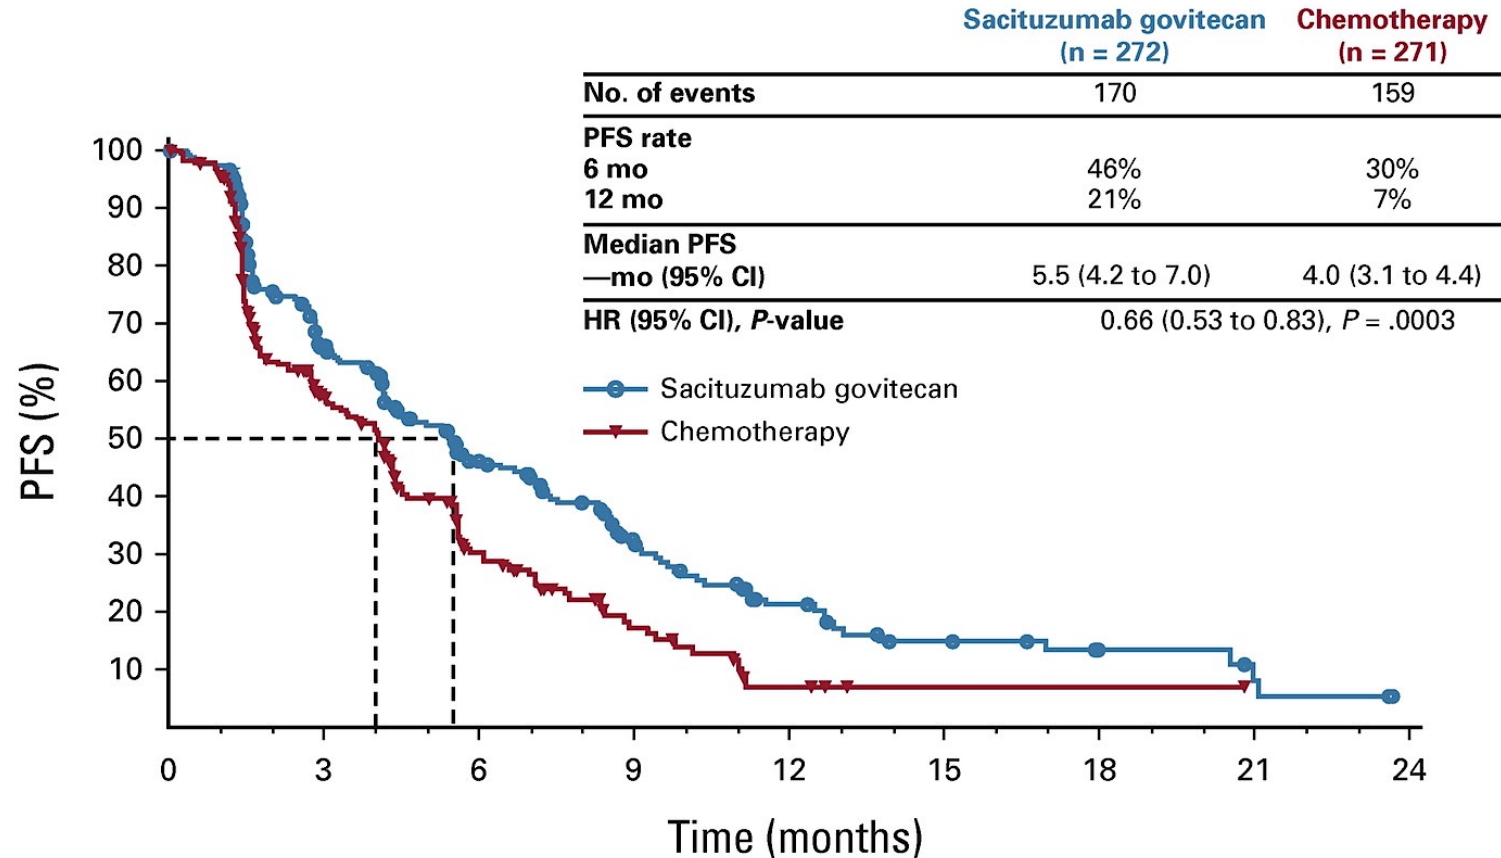 Sacituzumab govitecan Chemotherapy
(n = 272) (n = 271)
No. of events 170 159
PFS rate
6 mo 46% 30%
12 mo 21% 7%
Median PFS
—mo (95% CI) 5.5 (4.2 to 7.0) 4.0 (3.1 to 4.4)
HR (95% CI), P-value 0.66 (0.53 to 0.83), P = .0003
Sacituzumab govitecan
Chemotherapy
PFS (%)
100
90
80
70
60
50
40
30
20
10
0 3 6 9 12 15 18 21 24
Time (months)